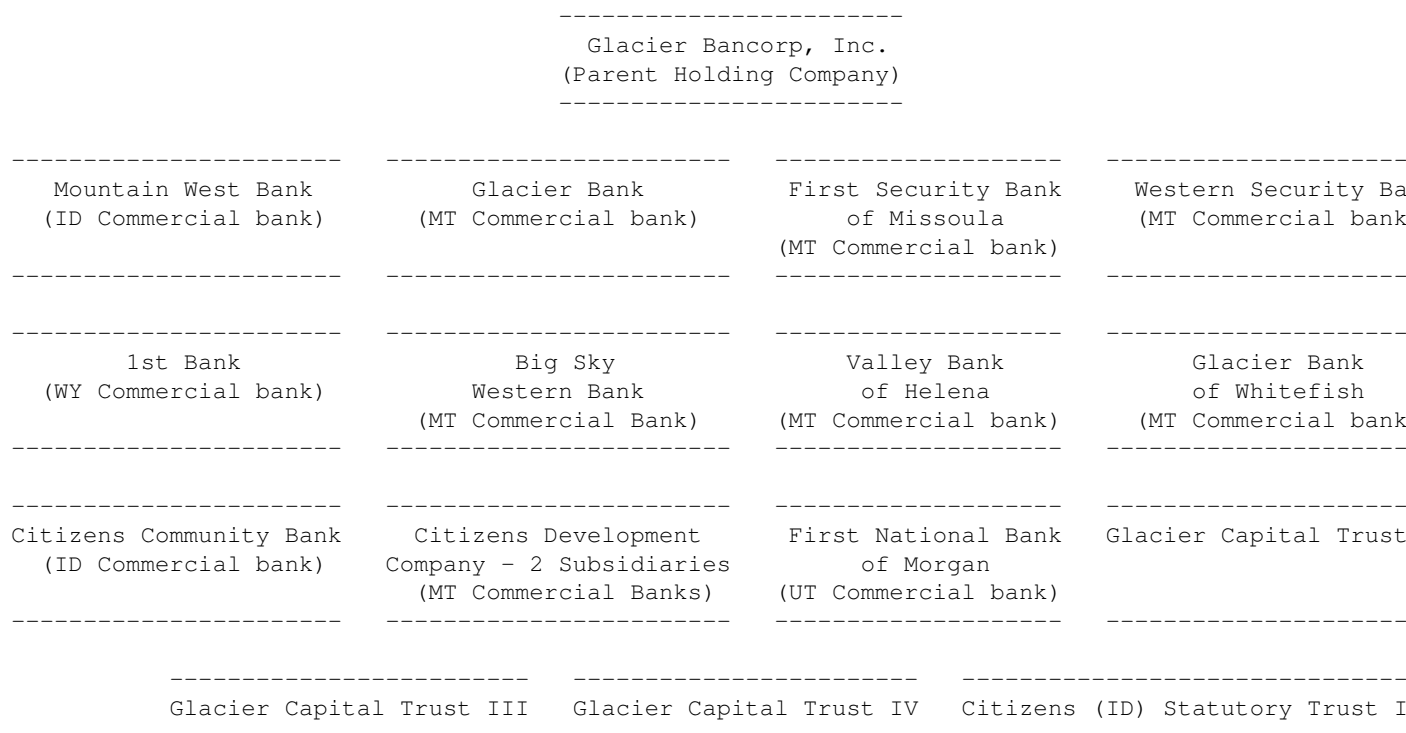 ------------------------
Glacier Bancorp, Inc.
(Parent Holding Company)
------------------------
----------------------- ------------------------ -------------------- ---------------------
Mountain West Bank Glacier Bank First Security Bank Western Security
(ID Commercial bank) (MT Commercial bank) of Missoula (MT Commercial bank
(MT Commercial bank)
----------------------- ------------------------ -------------------- ---------------------
----------------------- ------------------------ -------------------- ---------------------
1st Bank Big Sky Valley Bank Glacier Bank
(WY Commercial bank) Western Bank of Helena of Whitefish
(MT Commercial Bank) (MT Commercial bank) (MT Commercial bank
----------------------- ------------------------ -------------------- ---------------------
----------------------- ------------------------ -------------------- ---------------------
Citizens Community Bank Citizens Development First National Bank Glacier Capital Trust
(ID Commercial bank) Company - 2 Subsidiaries of Morgan
(MT Commercial Banks) (UT Commercial bank)
----------------------- ------------------------ -------------------- ---------------------
------------------------- ------------------------ -------------------------------
Glacier Capital Trust III Glacier Capital Trust IV Citizens (ID) Statutory Trust I